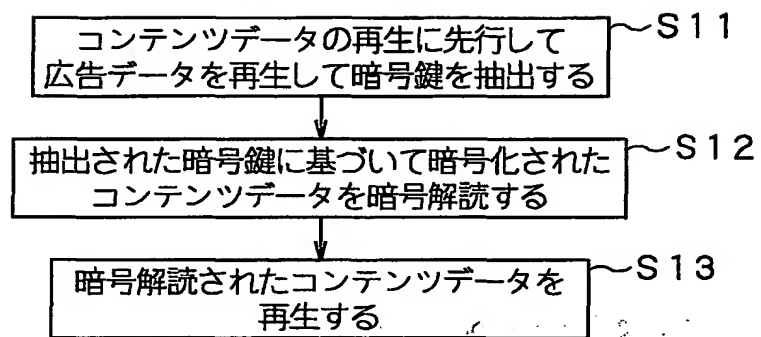 コンテンツデータの再生に先行して
広告データを再生して暗号鍵を抽出する
S11
抽出された暗号鍵に基づいて暗号化された
コンテンツデータを暗号解読する
S12
暗号解読されたコンテンツデータを
再生する
S13